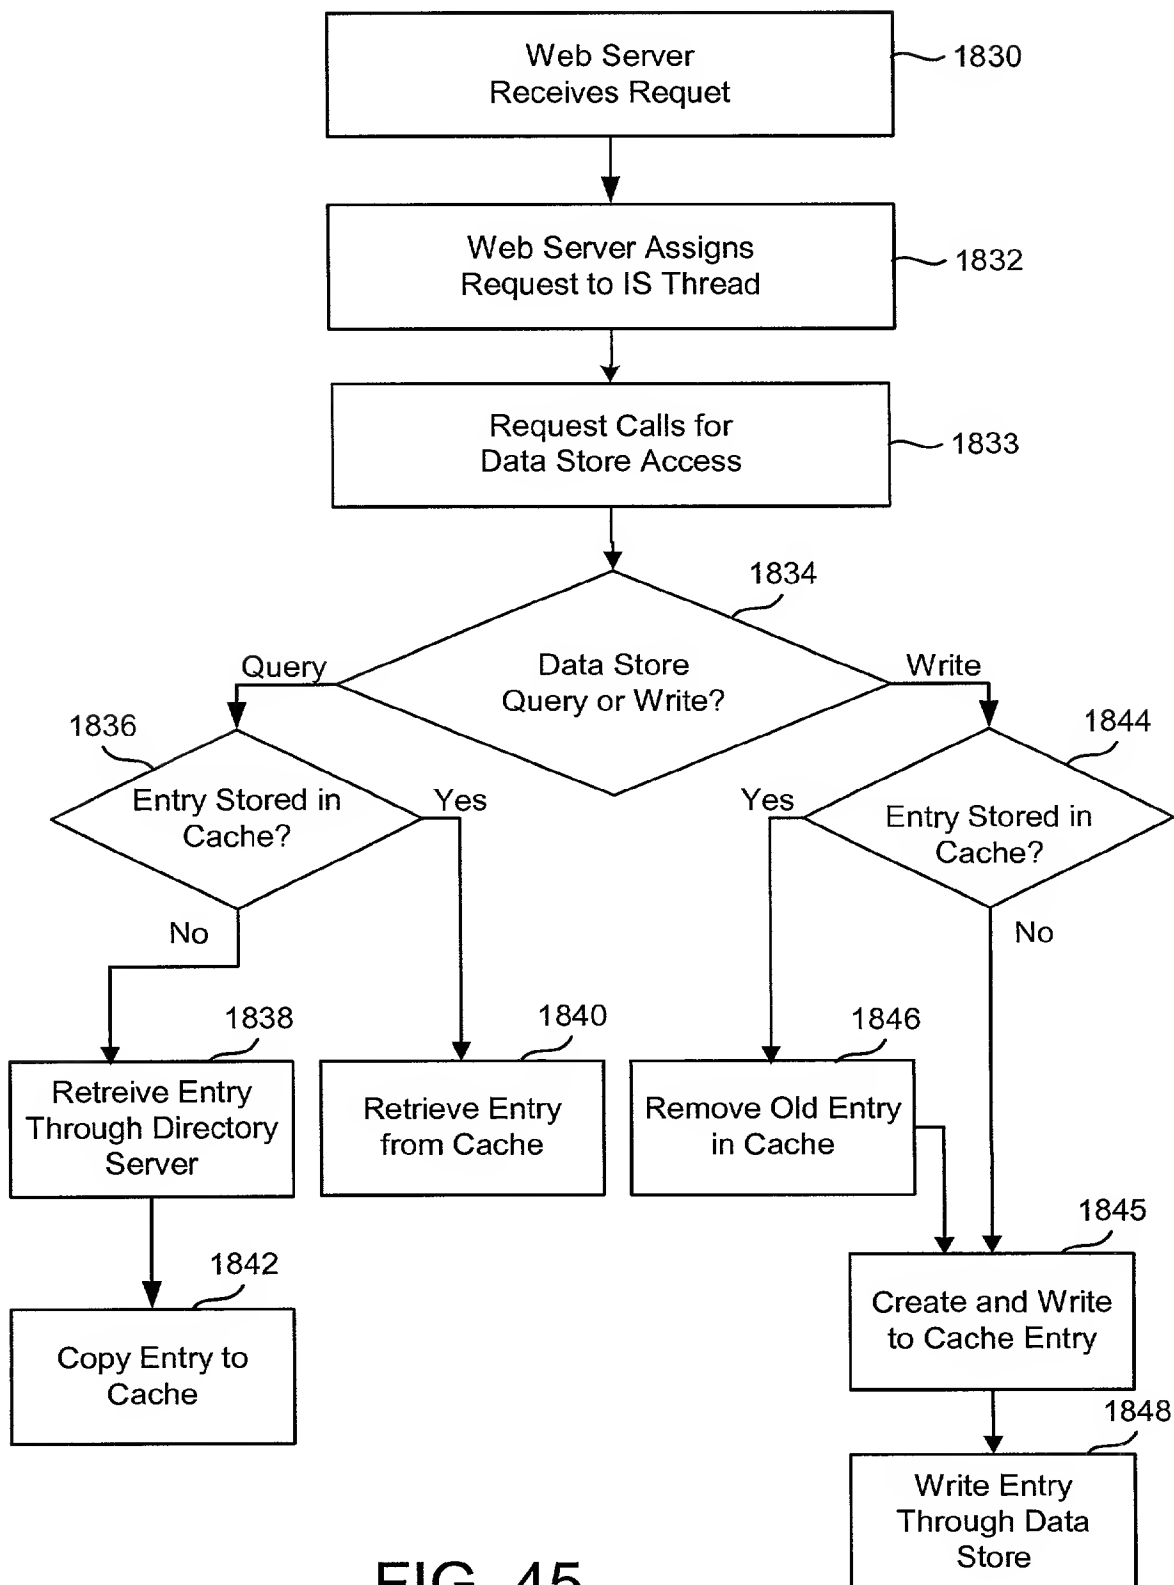 Web Server
Receives Requet
1830
Web Server Assigns
Request to IS Thread
1832
Request Calls for
Data Store Access
1833
1834
Data Store
Query or Write?
Query
Write
1836
Entry Stored in
Cache?
Yes
No
1844
Entry Stored in
Cache?
Yes
No
1838
Retreive Entry
Through Directory
Server
1840
Retrieve Entry
from Cache
1846
Remove Old Entry
in Cache
1842
Copy Entry to
Cache
1845
Create and Write
to Cache Entry
1848
Write Entry
Through Data
Store
FIG. 45